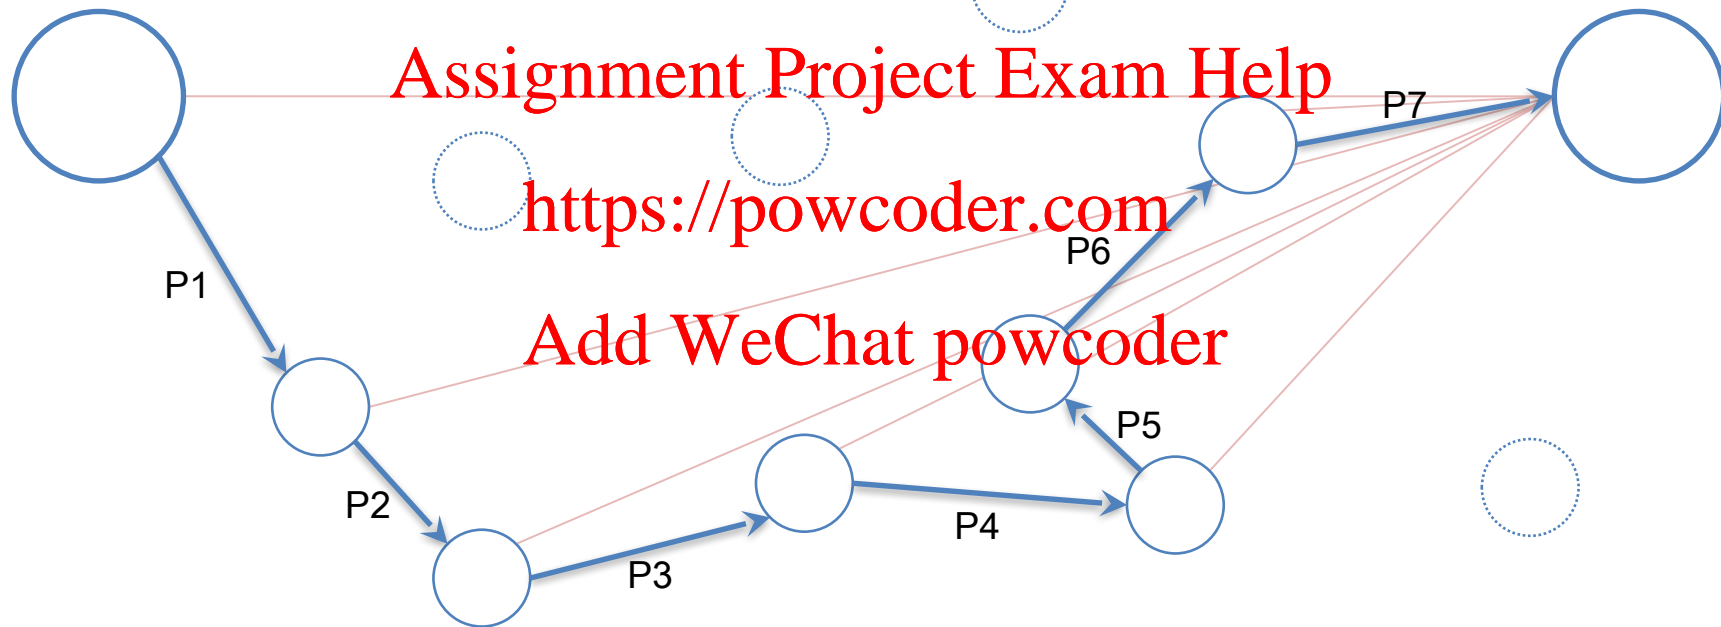 Assignment Project Exam Help
P7
https://powcoder.com
P6
P1
Add WeChat powcoder
P5
P2
P4
P3